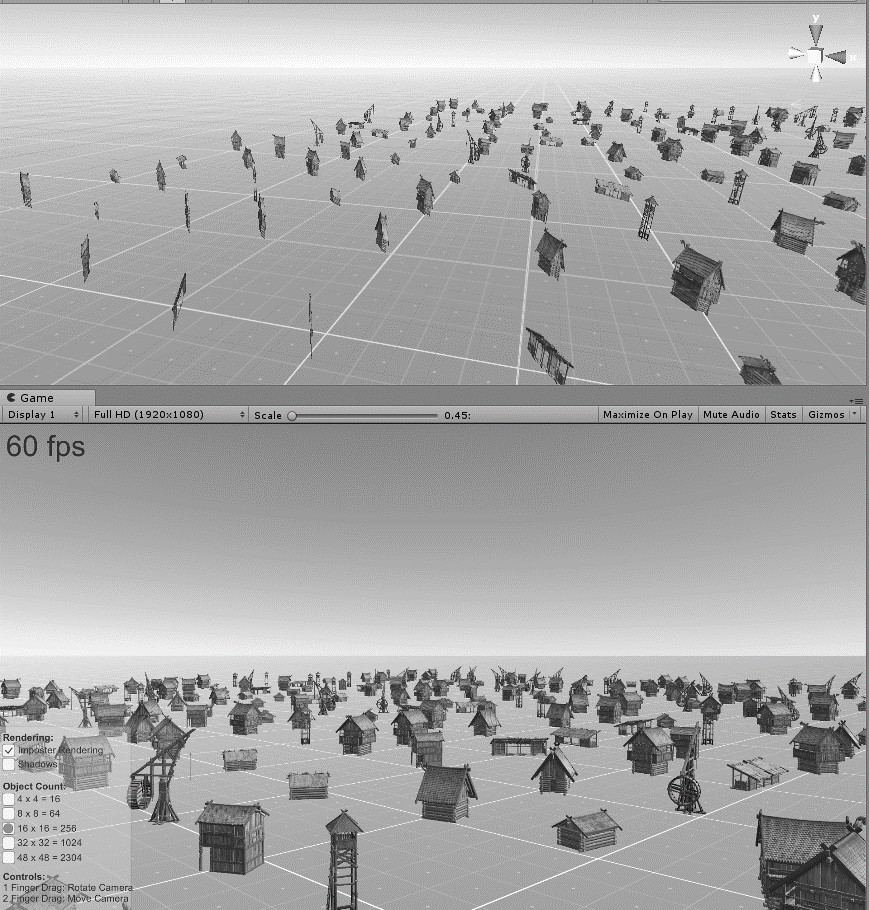 y
x
Game
Display 1 Full HD (1920x1080) Scale 0.45: Maximize On Play Mute Audio Stats Gizmos
60 fps
Rendering:
Imposter Rendering
Shadows
Object Count:
4 x 4 = 16
8 x 8 = 64
16 x 16 = 256
32 x 32 = 1024
48 x 48 = 2304
Controls:
1 Finger Drag: Rotate Camera
2 Finger Drag: Move Camera